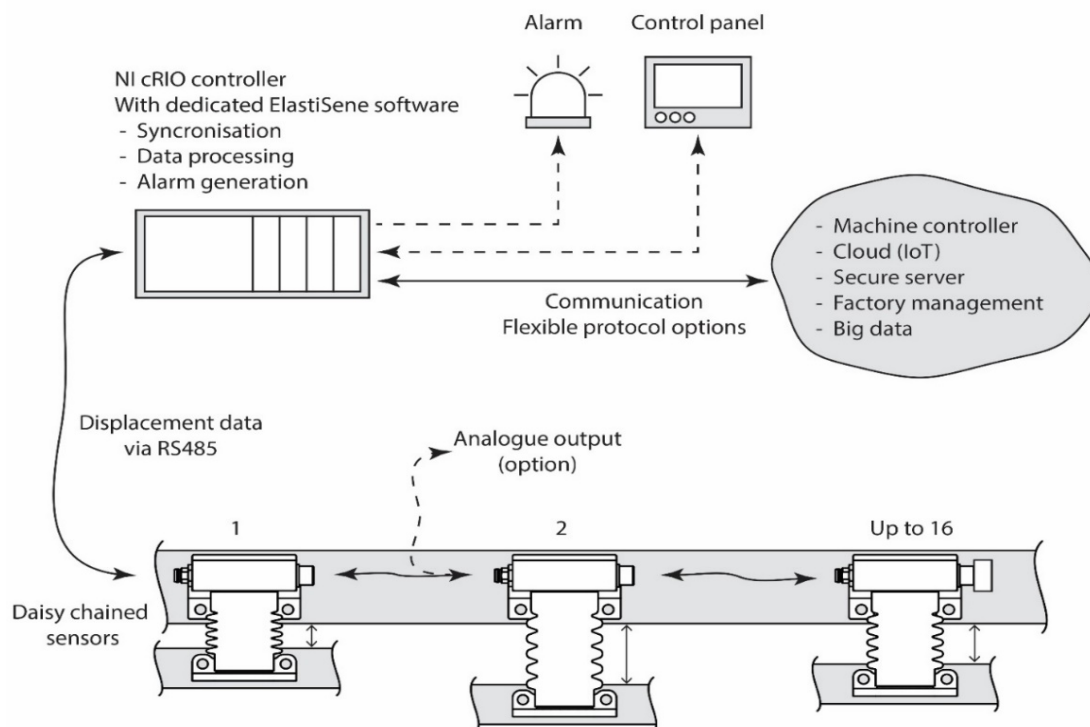 Alarm
Control panel
NI cRIO controller
With dedicated ElastiSene software
- Syncronisation
- Data processing
- Alarm generation
- Machine controller
- Cloud (IoT)
- Secure server
- Factory management
- Big data
Communication
Flexible protocol options
Displacement data
via RS485
Analogue output
(option)
1
2
Up to 16
Daisy chained
sensors